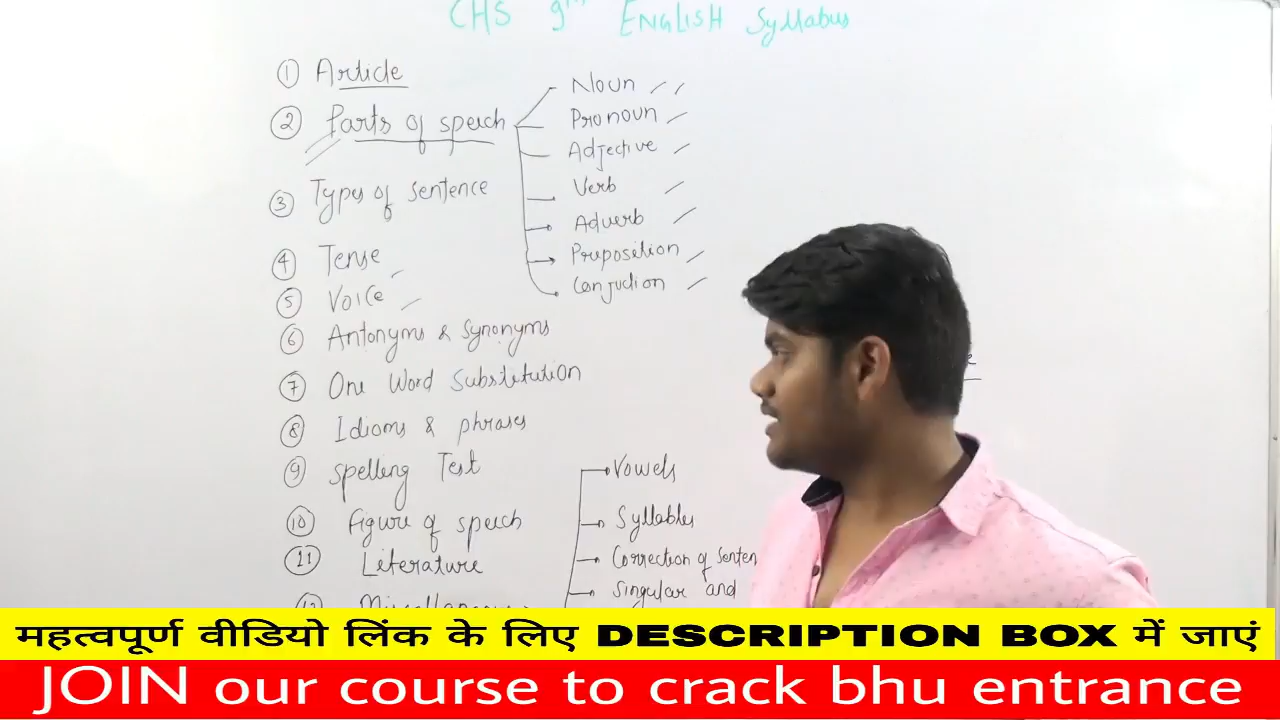 CHS 9th ENGLISH Syllabus
① Article
② Parts of speech
Noun
Pronoun
Adjective
Verb
Adverb
Preposition
Conjuction
③ Types of sentence
④ Tense
⑤ Voice
⑥ Antonyms & Synonyms
⑦ One Word Substitution
⑧ Idioms & phrases
⑨ Spelling Test
⑩ figure of speech
⑪ Literature
⑫ Miscellaneous
Vowels
Syllables
Correction of Senten
Singular and
महत्वपूर्ण वीडियो लिंक के लिए DESCRIPTION BOX में जाएं
JOIN our course to crack bhu entrance